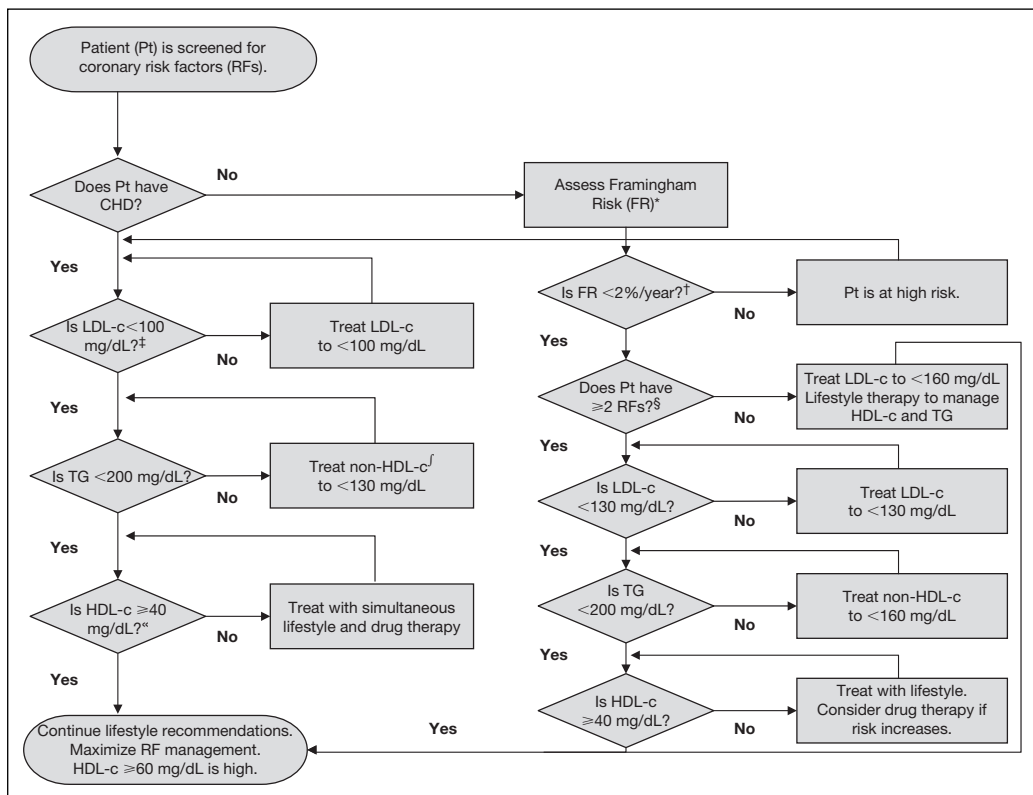 Patient (Pt) is screened for
coronary risk factors (RFs).
Does Pt have
CHD?
No
Assess Framingham
Risk (FR)*
Yes
Is FR <2%/year?†
No
Pt is at high risk.
Is LDL-c<100
mg/dL?‡
No
Treat LDL-c
to <100 mg/dL
Yes
Does Pt have
≥2 RFs?§
No
Treat LDL-c to <160 mg/dL
Lifestyle therapy to manage
HDL-c and TG
Yes
Is TG <200 mg/dL?
No
Treat non-HDL-c∫
to <130 mg/dL
Yes
Is LDL-c
<130 mg/dL?
No
Treat LDL-c
to <130 mg/dL
Yes
Is HDL-c ≥40
mg/dL?“
No
Treat with simultaneous
lifestyle and drug therapy
Yes
Is TG
<200 mg/dL?
No
Treat non-HDL-c
to <160 mg/dL
Yes
Is HDL-c
≥40 mg/dL?
No
Treat with lifestyle.
Consider drug therapy if
risk increases.
Yes
Yes
Continue lifestyle recommendations.
Maximize RF management.
HDL-c ≥60 mg/dL is high.